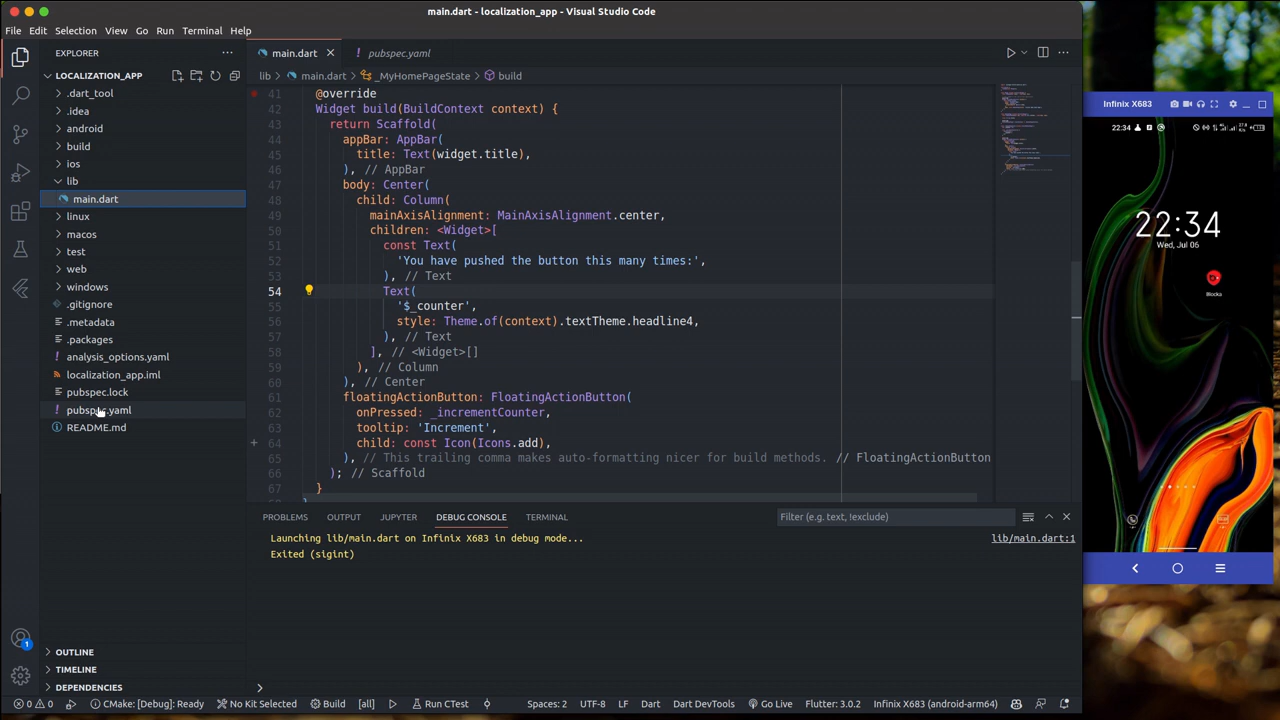 main.dart - localization_app - Visual Studio Code
File Edit Selection View Go Run Terminal Help
EXPLORER
LOCALIZATION_APP
.dart_tool
.idea
android
build
ios
lib
main.dart
linux
macos
test
web
windows
.gitignore
.metadata
.packages
analysis_options.yaml
localization_app.iml
pubspec.lock
pubspec.yaml
README.md
OUTLINE
TIMELINE
DEPENDENCIES
main.dart
pubspec.yaml
lib > main.dart > _MyHomePageState > build
41 @override
42 Widget build(BuildContext context) {
43 return Scaffold(
44 appBar: AppBar(
45 title: Text(widget.title),
46 ), // AppBar
47 body: Center(
48 child: Column(
49 mainAxisAlignment: MainAxisAlignment.center,
50 children: <Widget>[
51 const Text(
52 'You have pushed the button this many times:',
53 ), // Text
54 Text(
55 '$_counter',
56 style: Theme.of(context).textTheme.headline4,
57 ), // Text
58 ], // <Widget>[]
59 ), // Column
60 ), // Center
61 floatingActionButton: FloatingActionButton(
62 onPressed: _incrementCounter,
63 tooltip: 'Increment',
64 child: const Icon(Icons.add),
65 ), // This trailing comma makes auto-formatting nicer for build methods. // FloatingActionButton
66 ); // Scaffold
67 }
PROBLEMS OUTPUT JUPYTER DEBUG CONSOLE TERMINAL
Filter (e.g. text, !exclude)
Launching lib/main.dart on Infinix X683 in debug mode...
lib/main.dart:1
Exited (sigint)
1
0 0 CMake: [Debug]: Ready No Kit Selected Build [all] Run CTest Spaces: 2 UTF-8 LF Dart Dart DevTools Go Live Flutter: 3.0.2 Infinix X683 (android-arm64)
Infinix X683
22:34
22:34
Wed, Jul 06
Blocka